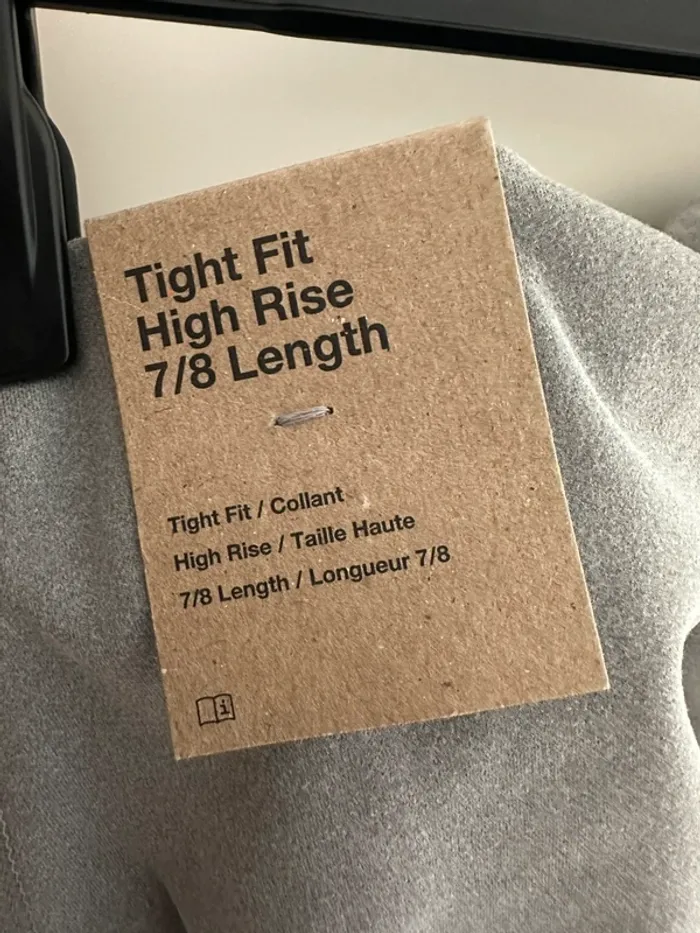 Tight Fit
High Rise
7/8 Length
Tight Fit / Collant
High Rise / Taille Haute
7/8 Length / Longueur 7/8
i